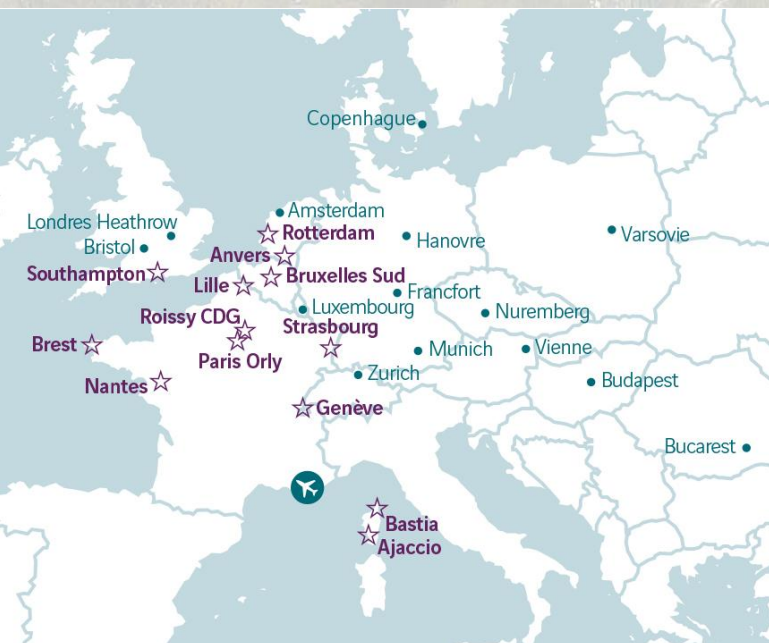 Copenhague
Amsterdam
Londres Heathrow
Rotterdam
Varsovie
Hanovre
Bristol
Anvers
Southampton
Bruxelles Sud
Lille
Francfort
Luxembourg
Nuremberg
Roissy CDG
Strasbourg
Brest
Munich
Vienne
Paris Orly
Zurich
Budapest
Nantes
Genève
Bucarest
Bastia
Ajaccio